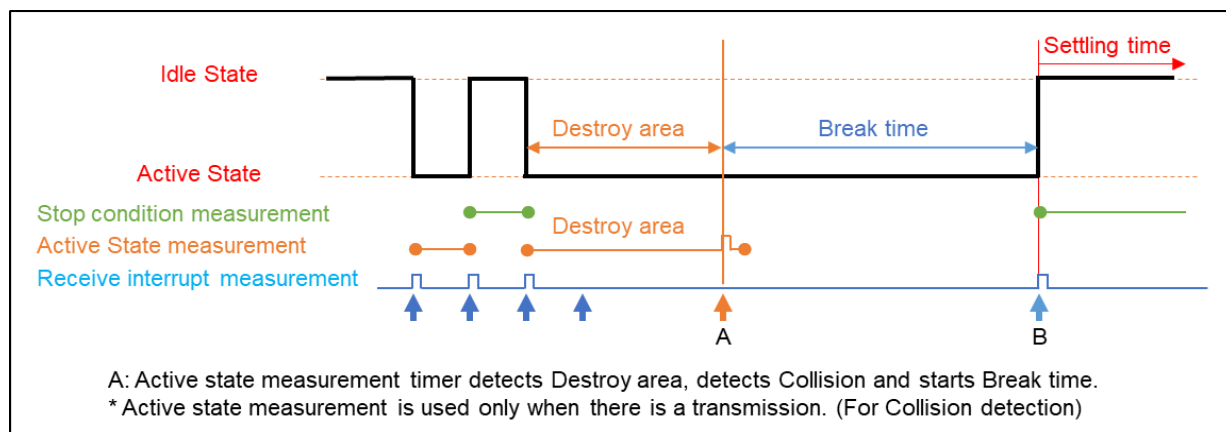 Settling time
Idle State
Destroy area
Break time
Active State
Stop condition measurement
Active State measurement
Destroy area
Receive interrupt measurement
A
B
A: Active state measurement timer detects Destroy area, detects Collision and starts Break time.
* Active state measurement is used only when there is a transmission. (For Collision detection)